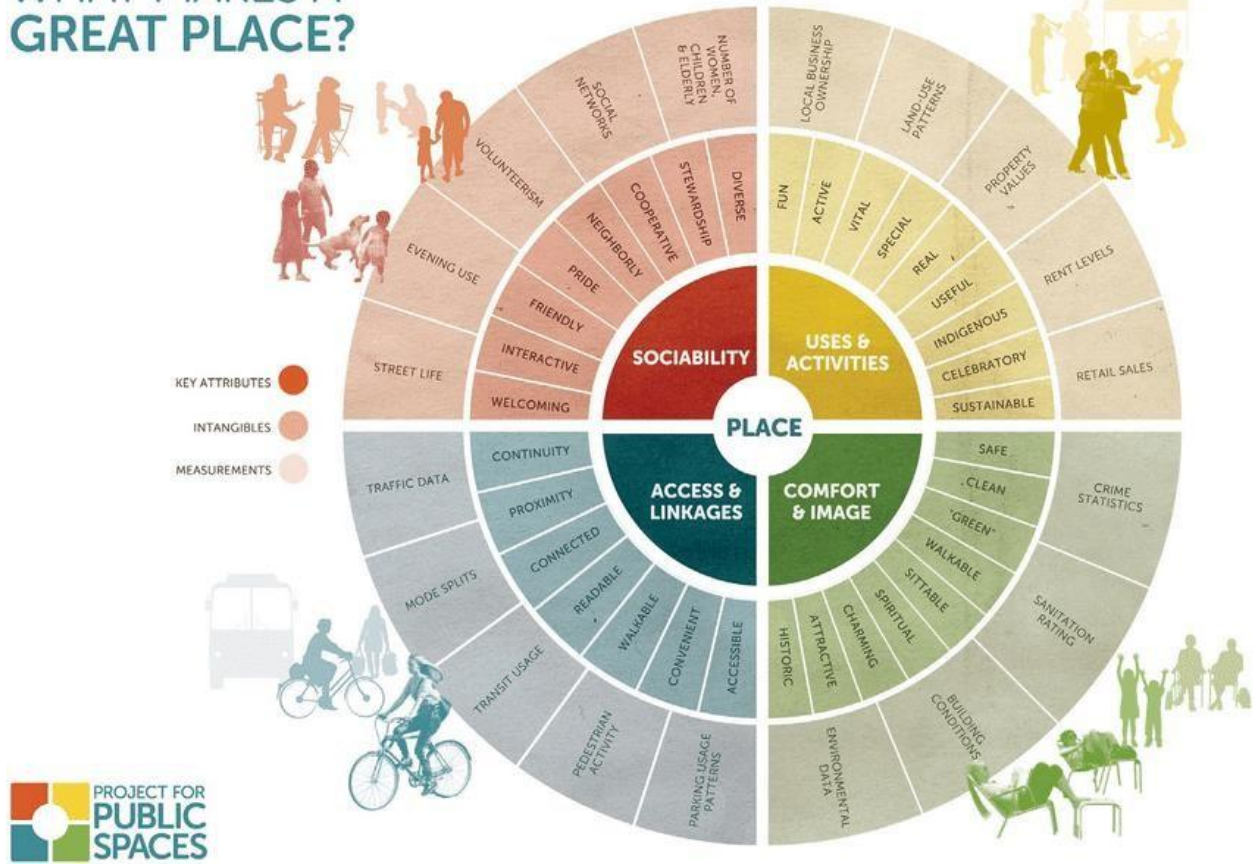 WHAT MAKES A
GREAT PLACE?
KEY ATTRIBUTES
INTANGIBLES
MEASUREMENTS
PLACE
SOCIABILITY
USES &
ACTIVITIES
ACCESS &
LINKAGES
COMFORT
& IMAGE
WELCOMING
INTERACTIVE
FRIENDLY
PRIDE
NEIGHBORLY
COOPERATIVE
STEWARDSHIP
DIVERSE
FUN
ACTIVE
VITAL
SPECIAL
REAL
USEFUL
INDIGENOUS
CELEBRATORY
SUSTAINABLE
SAFE
CLEAN
"GREEN"
WALKABLE
SITTABLE
SPIRITUAL
CHARMING
ATTRACTIVE
HISTORIC
ACCESSIBLE
CONVENIENT
WALKABLE
READABLE
CONNECTED
PROXIMITY
CONTINUITY
STREET LIFE
EVENING USE
VOLUNTEERISM
SOCIAL
NETWORKS
NUMBER OF
WOMEN,
CHILDREN
& ELDERLY
LOCAL BUSINESS
OWNERSHIP
LAND-USE
PATTERNS
PROPERTY
VALUES
RENT LEVELS
RETAIL SALES
CRIME
STATISTICS
SANITATION
RATING
BUILDING
CONDITIONS
ENVIRONMENTAL
DATA
PARKING USAGE
PATTERNS
PEDESTRIAN
ACTIVITY
TRANSIT USAGE
MODE SPLITS
TRAFFIC DATA
PROJECT FOR
PUBLIC
SPACES